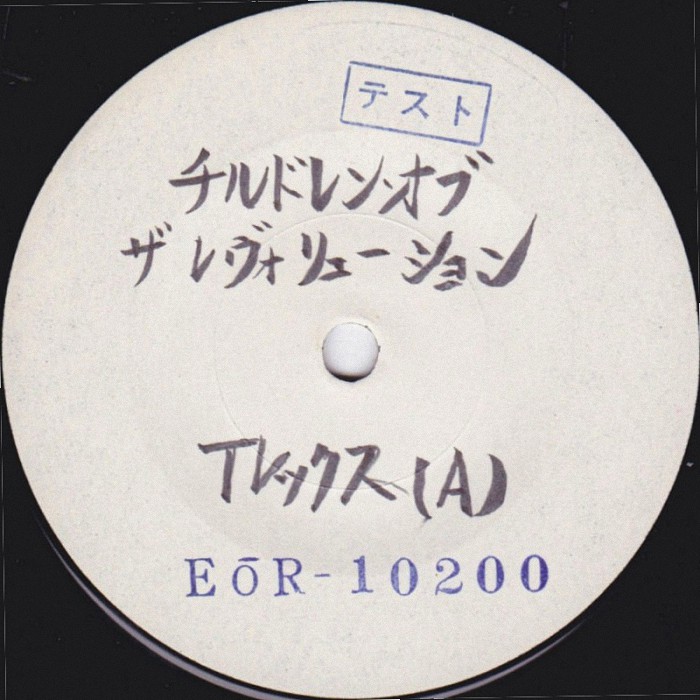 テスト
チルドレン・オブ
ザ レヴォリューション
Tレックス(A)
EŌR-10200